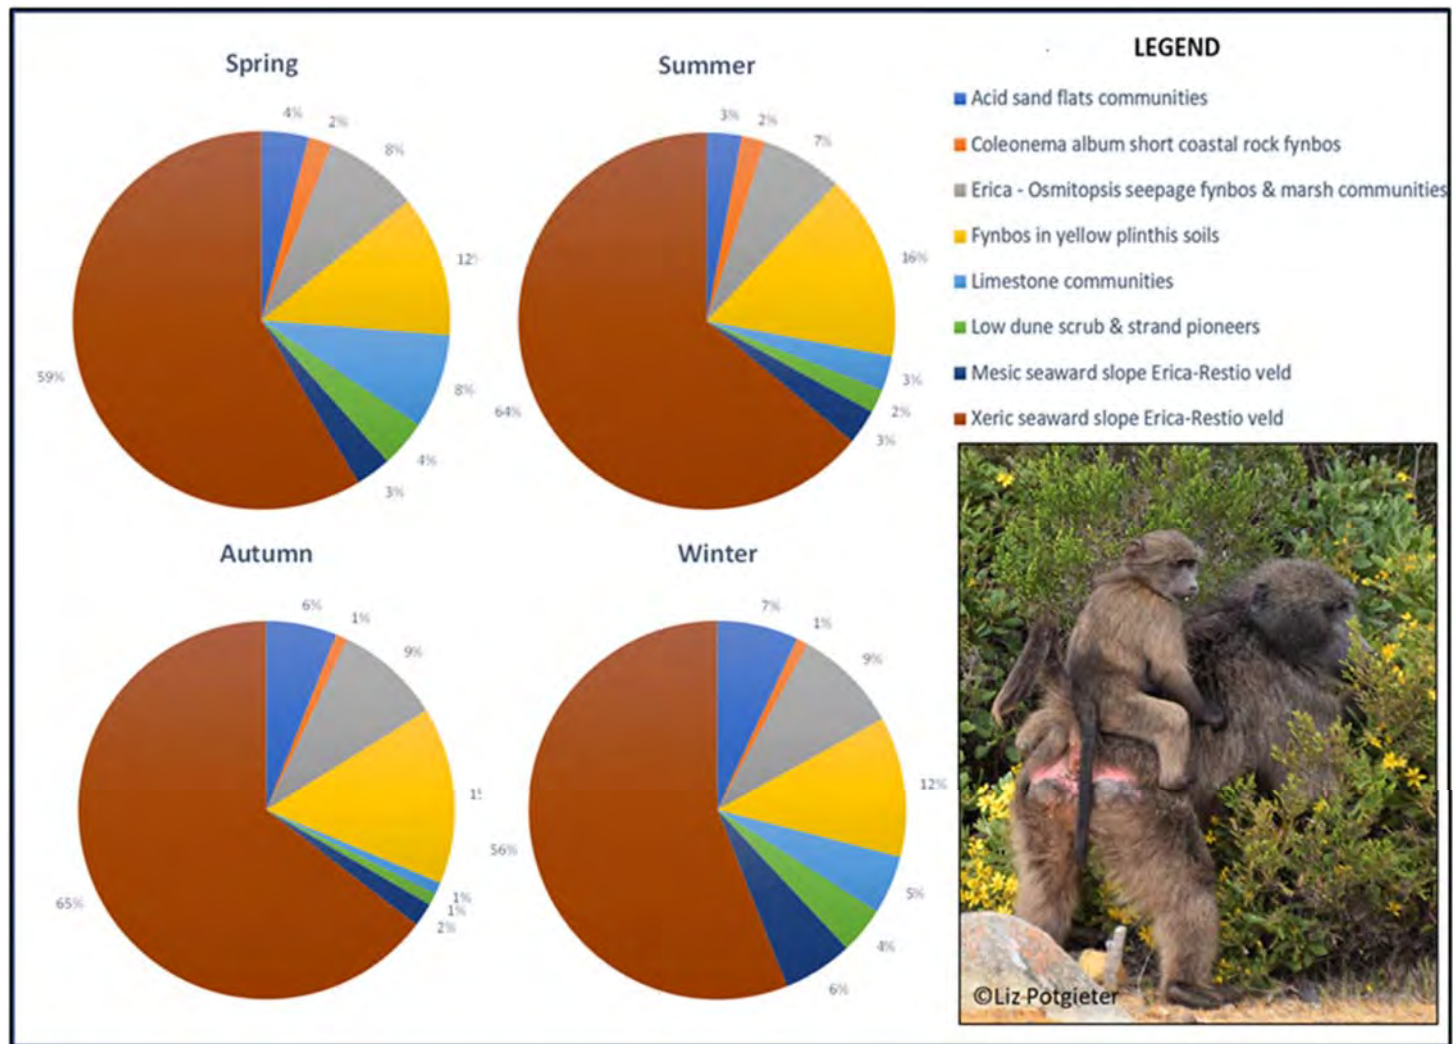 LEGEND
Spring
Summer
Acid sand flats communities
Coleonema album short coastal rock fynbos
Erica - Osmitopsis seepage fynbos & marsh communities
Fynbos in yellow plinthis soils
Limestone communities
Low dune scrub & strand pioneers
Mesic seaward slope Erica-Restio veld
Xeric seaward slope Erica-Restio veld
4%
2%
8%
12
8%
4%
3%
59%
3%
2%
7%
16%
3%
2%
3%
64%
Autumn
Winter
6%
1%
9%
1%
1%
2%
65%
7%
1%
9%
12%
5%
4%
6%
56%
©Liz Potgieter